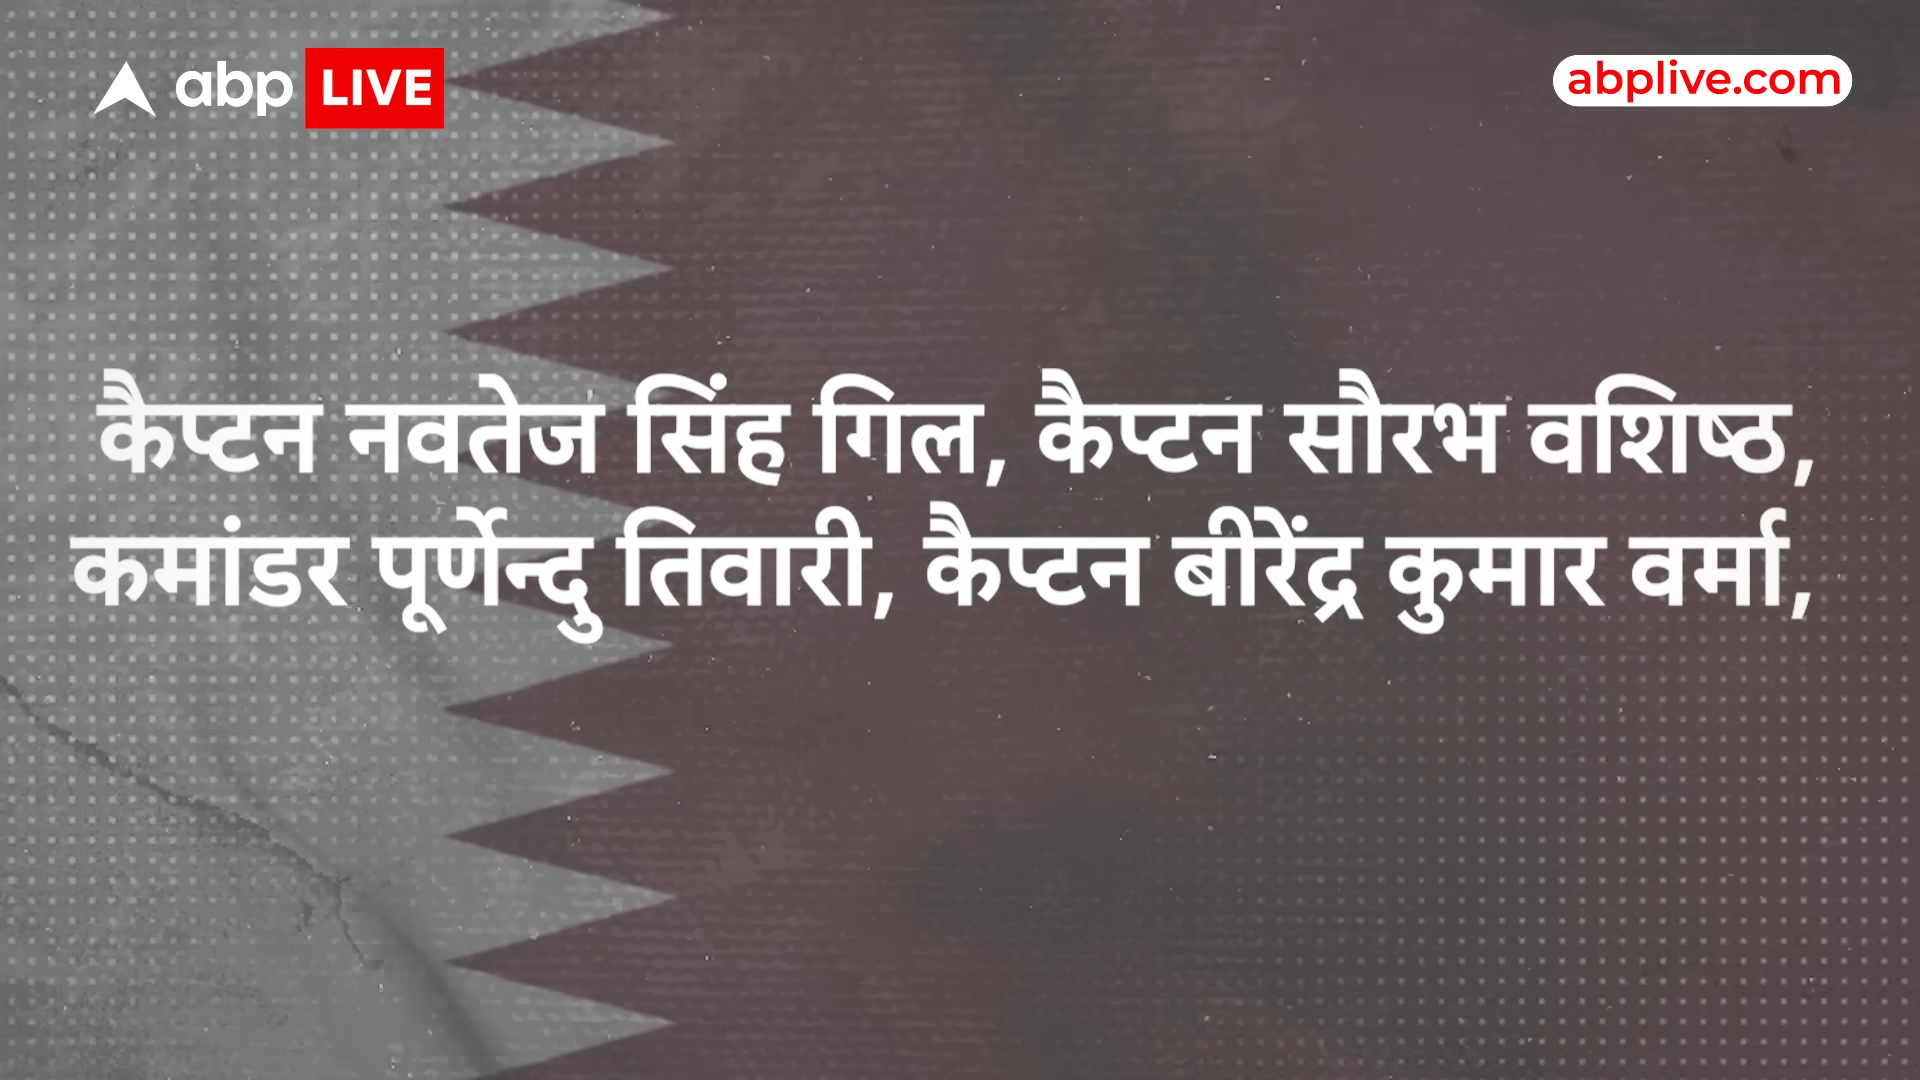 abp LIVE
abplive.com
कैप्टन नवतेज सिंह गिल, कैप्टन सौरभ वशिष्ठ,
कमांडर पूर्णेन्दु तिवारी, कैप्टन बीरेंद्र कुमार वर्मा,